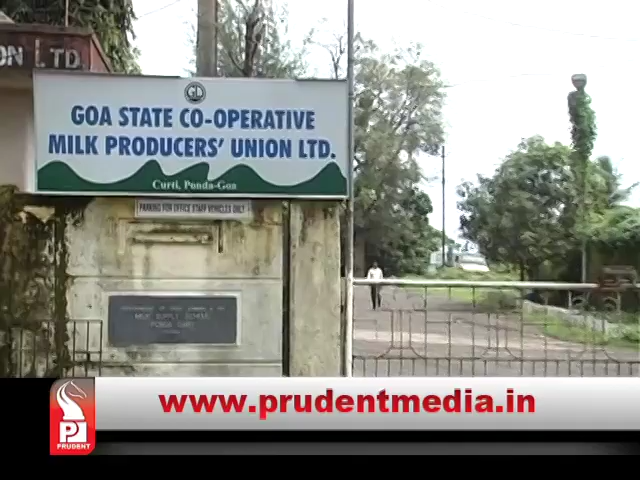 ON LTD.
GOA STATE CO-OPERATIVE
MILK PRODUCERS' UNION LTD.
Curti, Ponda-Goa
PARKING FOR OFFICE STAFF VEHICLES ONLY
MILK SUPPLY SCHEME
PONDA
www.prudentmedia.in
PRUDENT